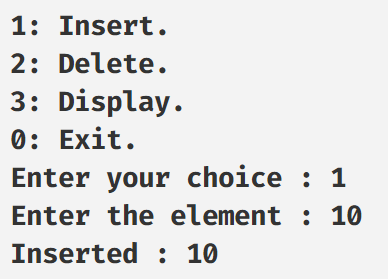 1: Insert.
2: Delete.
3: Display.
0: Exit.
Enter your choice : 1
Enter the element : 10
Inserted : 10